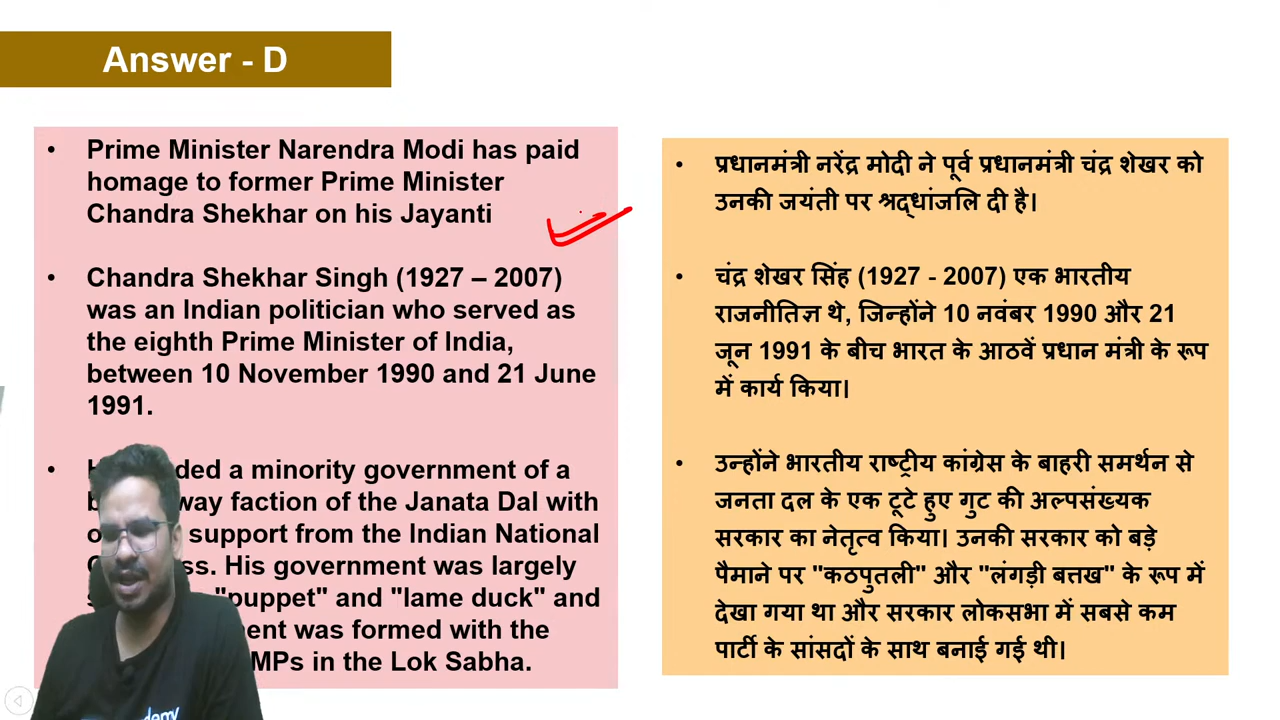 Answer - D
• Prime Minister Narendra Modi has paid
homage to former Prime Minister
Chandra Shekhar on his Jayanti
• Chandra Shekhar Singh (1927 – 2007)
was an Indian politician who served as
the eighth Prime Minister of India,
between 10 November 1990 and 21 June
1991.
• a minority government of a
faction of the Janata Dal with
support from the Indian National
His government was largely
"puppet" and "lame duck" and
was formed with the
MPs in the Lok Sabha.
• प्रधानमंत्री नरेंद्र मोदी ने पूर्व प्रधानमंत्री चंद्र शेखर को
उनकी जयंती पर श्रद्धांजलि दी है।
• चंद्र शेखर सिंह (1927 - 2007) एक भारतीय
राजनीतिज्ञ थे, जिन्होंने 10 नवंबर 1990 और 21
जून 1991 के बीच भारत के आठवें प्रधान मंत्री के रूप
में कार्य किया।
• उन्होंने भारतीय राष्ट्रीय कांग्रेस के बाहरी समर्थन से
जनता दल के एक टूटे हुए गुट की अल्पसंख्यक
सरकार का नेतृत्व किया। उनकी सरकार को बड़े
पैमाने पर "कठपुतली" और "लंगड़ी बत्तख" के रूप में
देखा गया था और सरकार लोकसभा में सबसे कम
पार्टी के सांसदों के साथ बनाई गई थी।